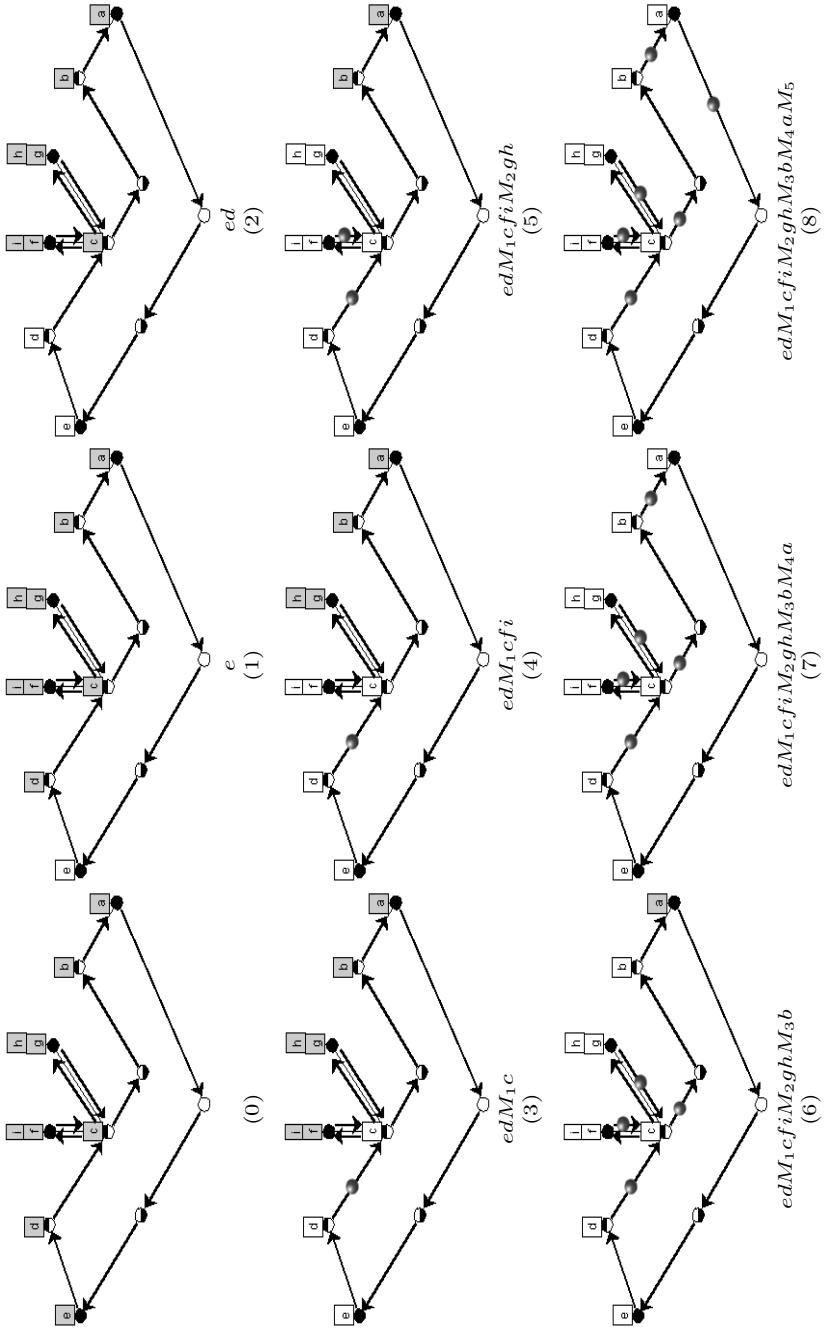 i
h
d
f
g
b
e
c
a
(0)
i
h
d
f
g
b
e
c
a
e
(1)
i
h
d
f
g
b
e
c
a
ed
(2)
i
h
d
f
g
b
e
c
a
edM₁c
(3)
i
h
d
f
g
b
e
c
a
edM₁cfi
(4)
i
h
d
f
g
b
e
c
a
edM₁cfiM₂gh
(5)
i
h
d
f
g
b
e
c
a
edM₁cfiM₂ghM₃b
(6)
i
h
d
f
g
b
e
c
a
edM₁cfiM₂ghM₃bM₄a
(7)
i
h
d
f
g
b
e
c
a
edM₁cfiM₂ghM₃bM₄aM₅
(8)